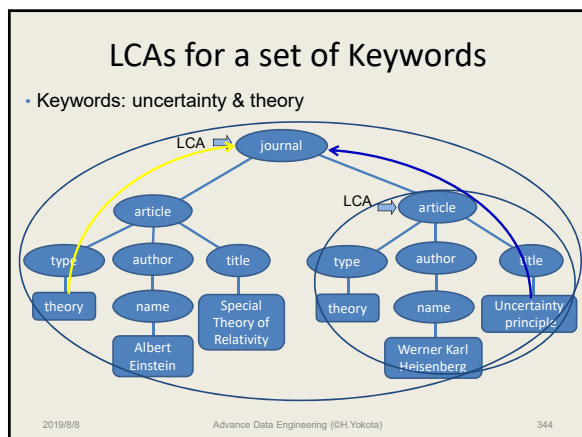 LCAs for a set of Keywords
• Keywords: uncertainty & theory
LCA
journal
LCA
article
article
type
author
title
type
author
title
theory
name
Special
Theory of
Relativity
theory
name
Uncertainty
principle
Albert
Einstein
Werner Karl
Heisenberg
2019/8/8
Advance Data Engineering (©H.Yokota)
344